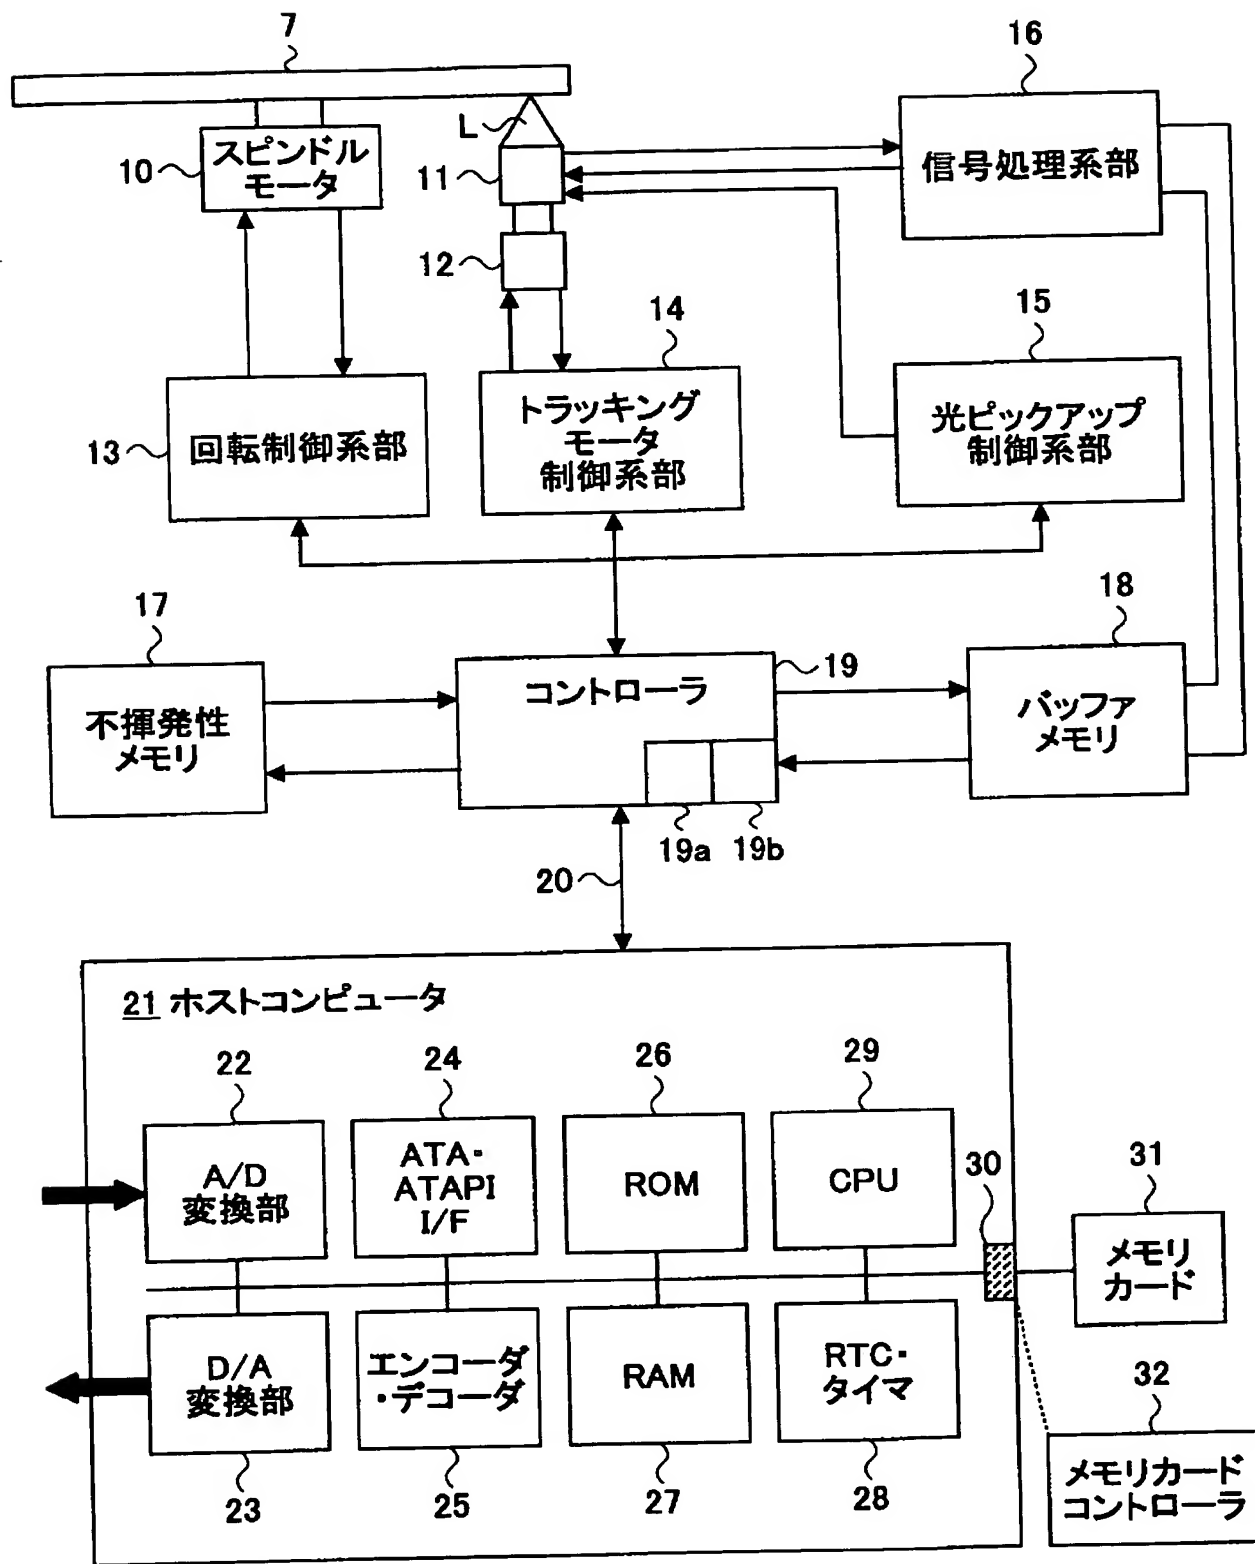 7
16
L
スピンドル
モータ
10
11
信号処理系部
12
14
15
トラッキング
モータ
制御系部
光ピックアップ
制御系部
13
回転制御系部
17
18
コントローラ
19
不揮発性
メモリ
バッファ
メモリ
19a
19b
20
21 ホストコンピュータ
22
24
26
29
A/D
変換部
ATA・
ATAPI
I/F
ROM
CPU
30
31
メモリ
カード
D/A
変換部
エンコーダ
・デコーダ
RAM
RTC・
タイマ
32
23
25
27
28
メモリカード
コントローラ